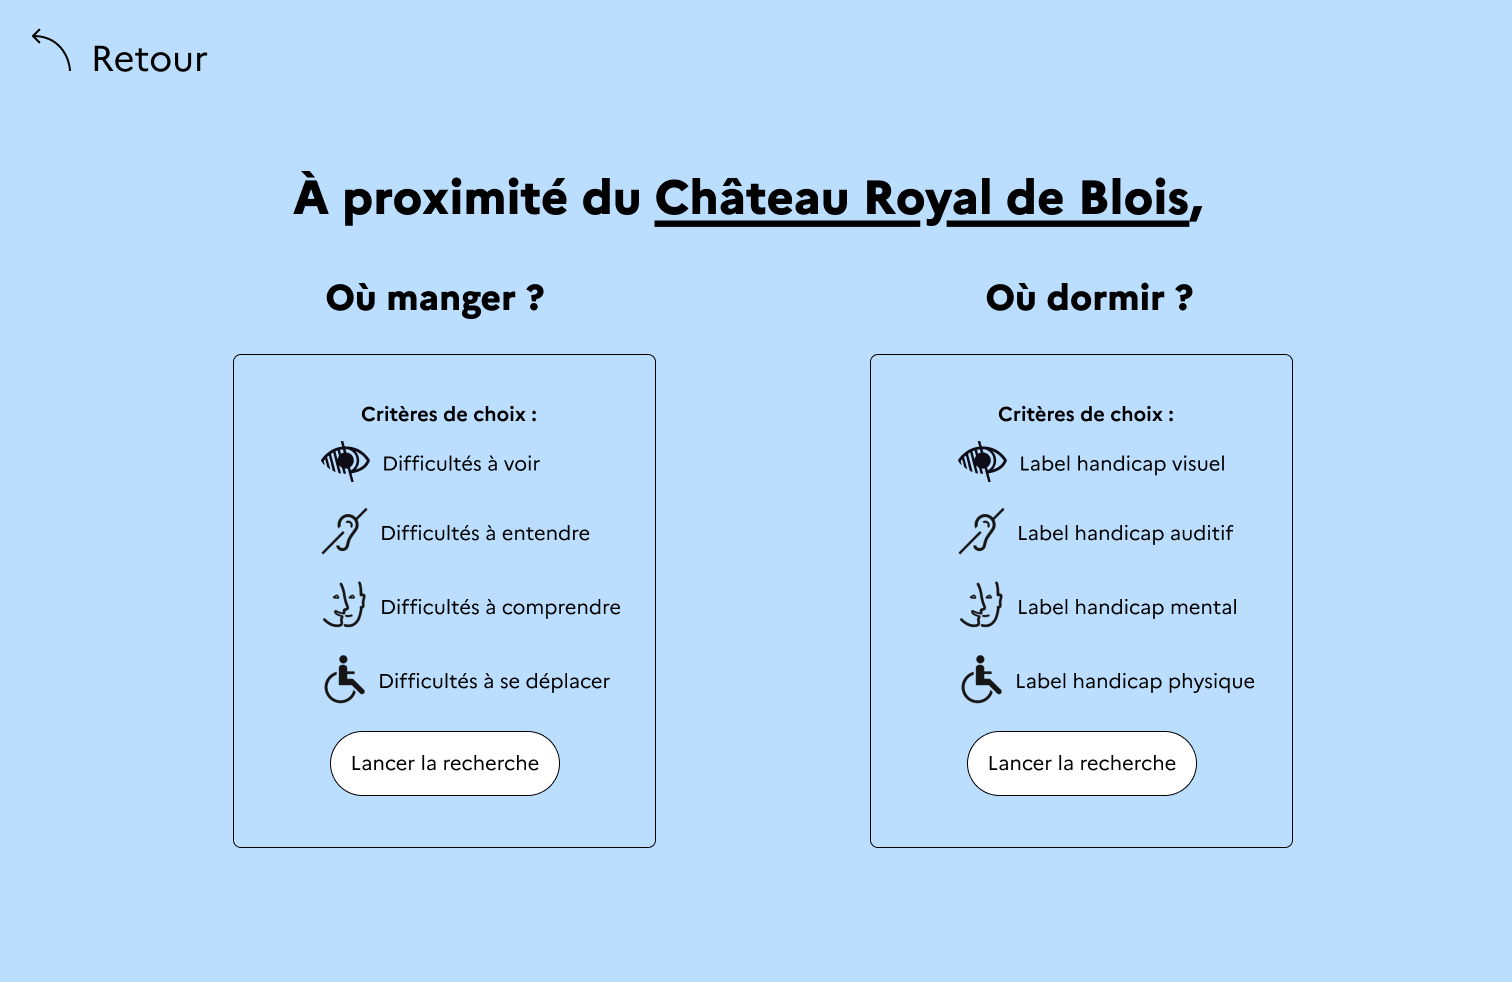 Retour
À proximité du Château Royal de Blois,
Où manger ?
Critères de choix :
Difficultés à voir
Difficultés à entendre
Difficultés à comprendre
Difficultés à se déplacer
Lancer la recherche
Où dormir ?
Critères de choix :
Label handicap visuel
Label handicap auditif
Label handicap mental
Label handicap physique
Lancer la recherche